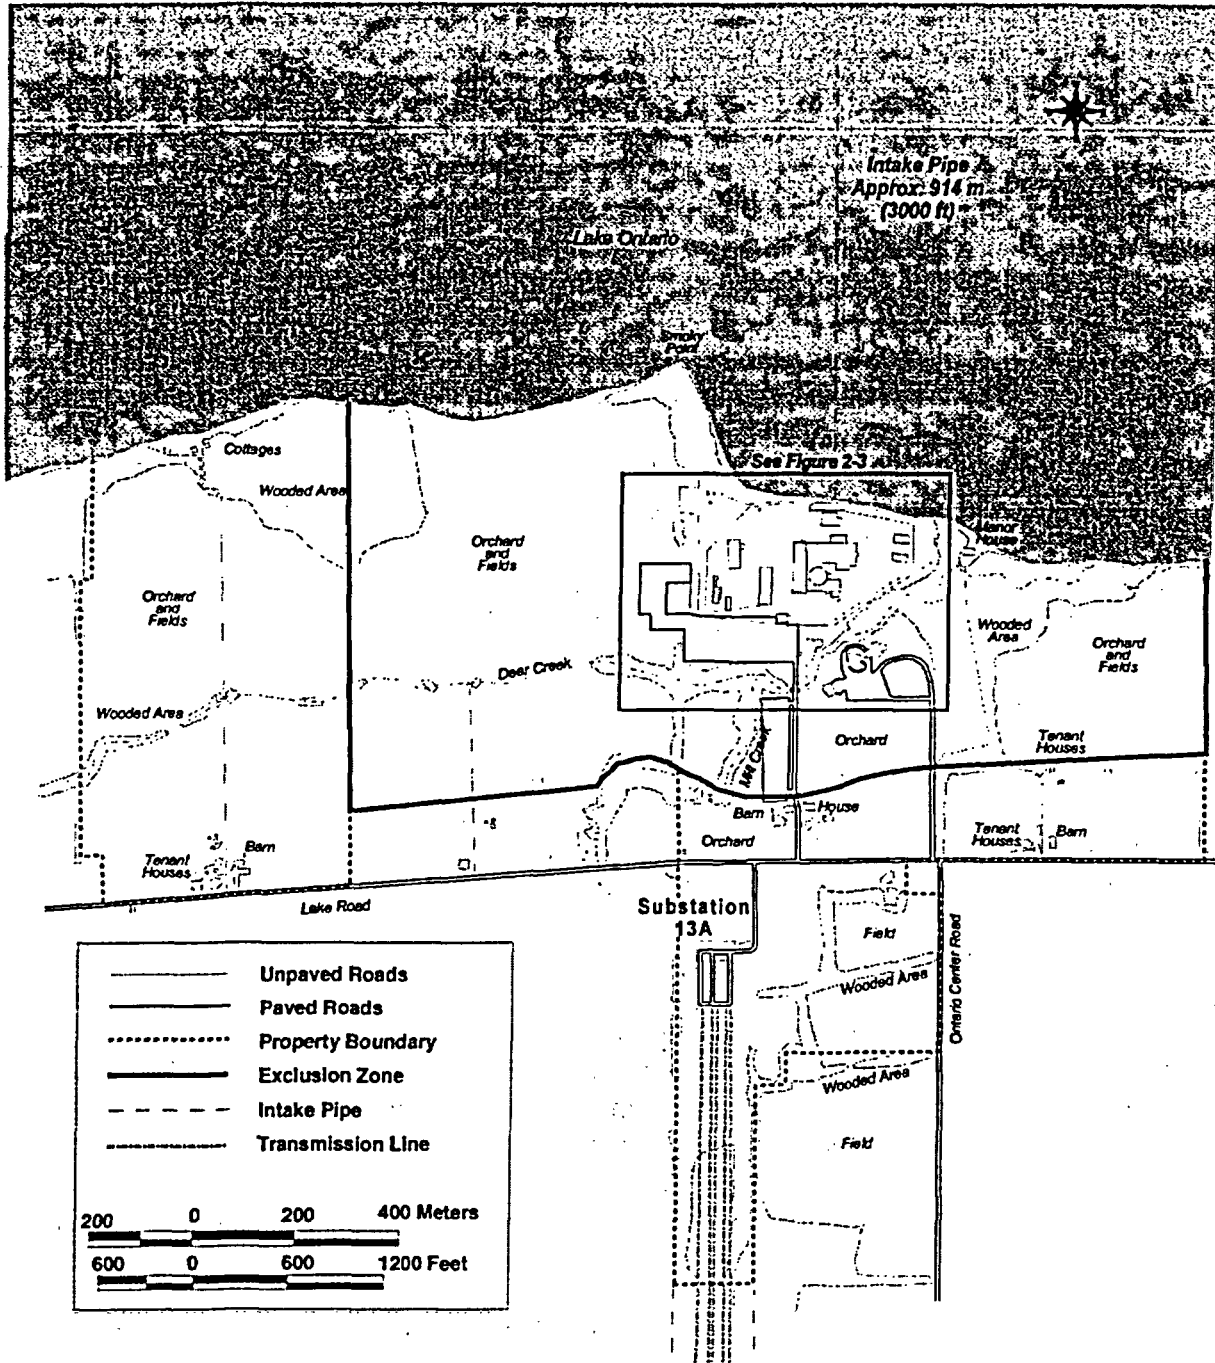 Intake Pipe
Approx. 914 m
(3000 ft)
Lake Ontario
Smoky
Point
See Figure 2-3
Cottages
Wooded Area
Manor
House
Orchard
and
Fields
Orchard
and
Fields
Wooded
Area
Orchard
and
Fields
Deer Creek
Wooded Area
Mill Creek
Orchard
Tenant
Houses
Barn
House
Orchard
Tenant
Houses
Barn
Tenant
Houses
Barn
Lake Road
Substation
13A
Field
Wooded Area
Ontario Center Road
Wooded Area
Field
Unpaved Roads
Paved Roads
Property Boundary
Exclusion Zone
Intake Pipe
Transmission Line
200 0 200 400 Meters
600 0 600 1200 Feet